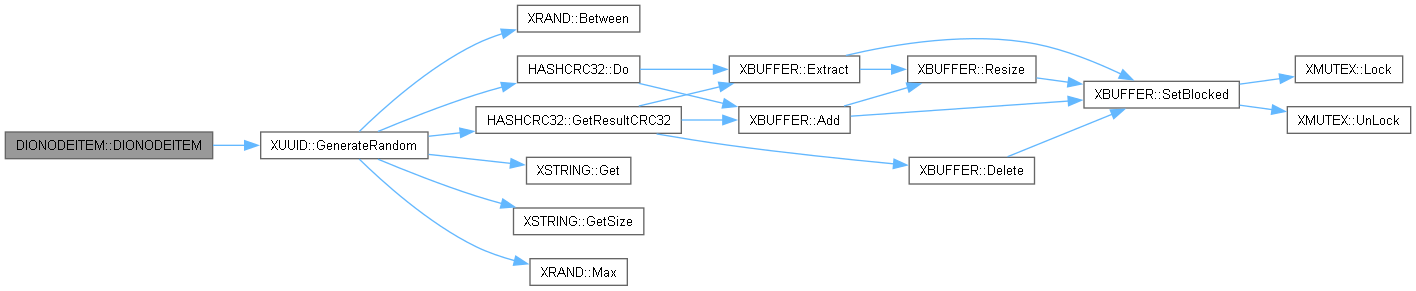 DIONODEITEM::DIONODEITEM
XUUID::GenerateRandom
XRAND::Between
HASHCRC32::Do
HASHCRC32::GetResultCRC32
XSTRING::Get
XSTRING::GetSize
XRAND::Max
XBUFFER::Extract
XBUFFER::Add
XBUFFER::Resize
XBUFFER::Delete
XBUFFER::SetBlocked
XMUTEX::Lock
XMUTEX::UnLock